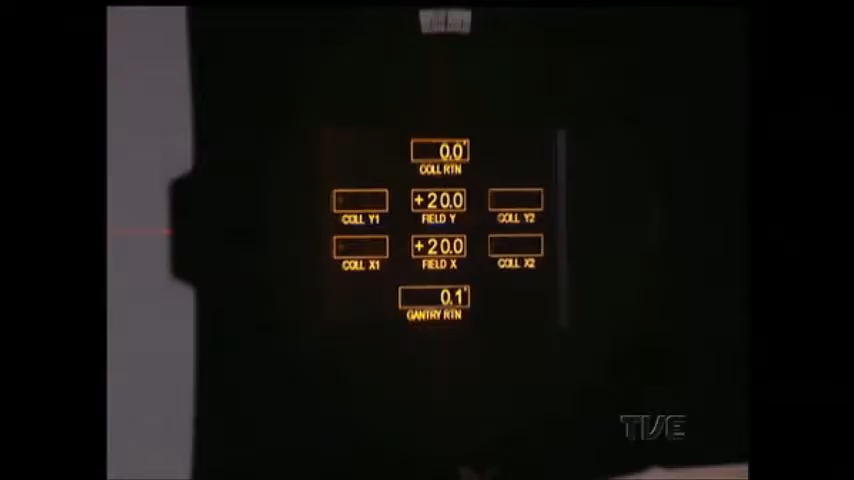 0.0°
COLL RTN
+20.0
COLL Y1 FIELD Y COLL Y2
+20.0
COLL X1 FIELD X COLL X2
0.1°
GANTRY RTN
TVE